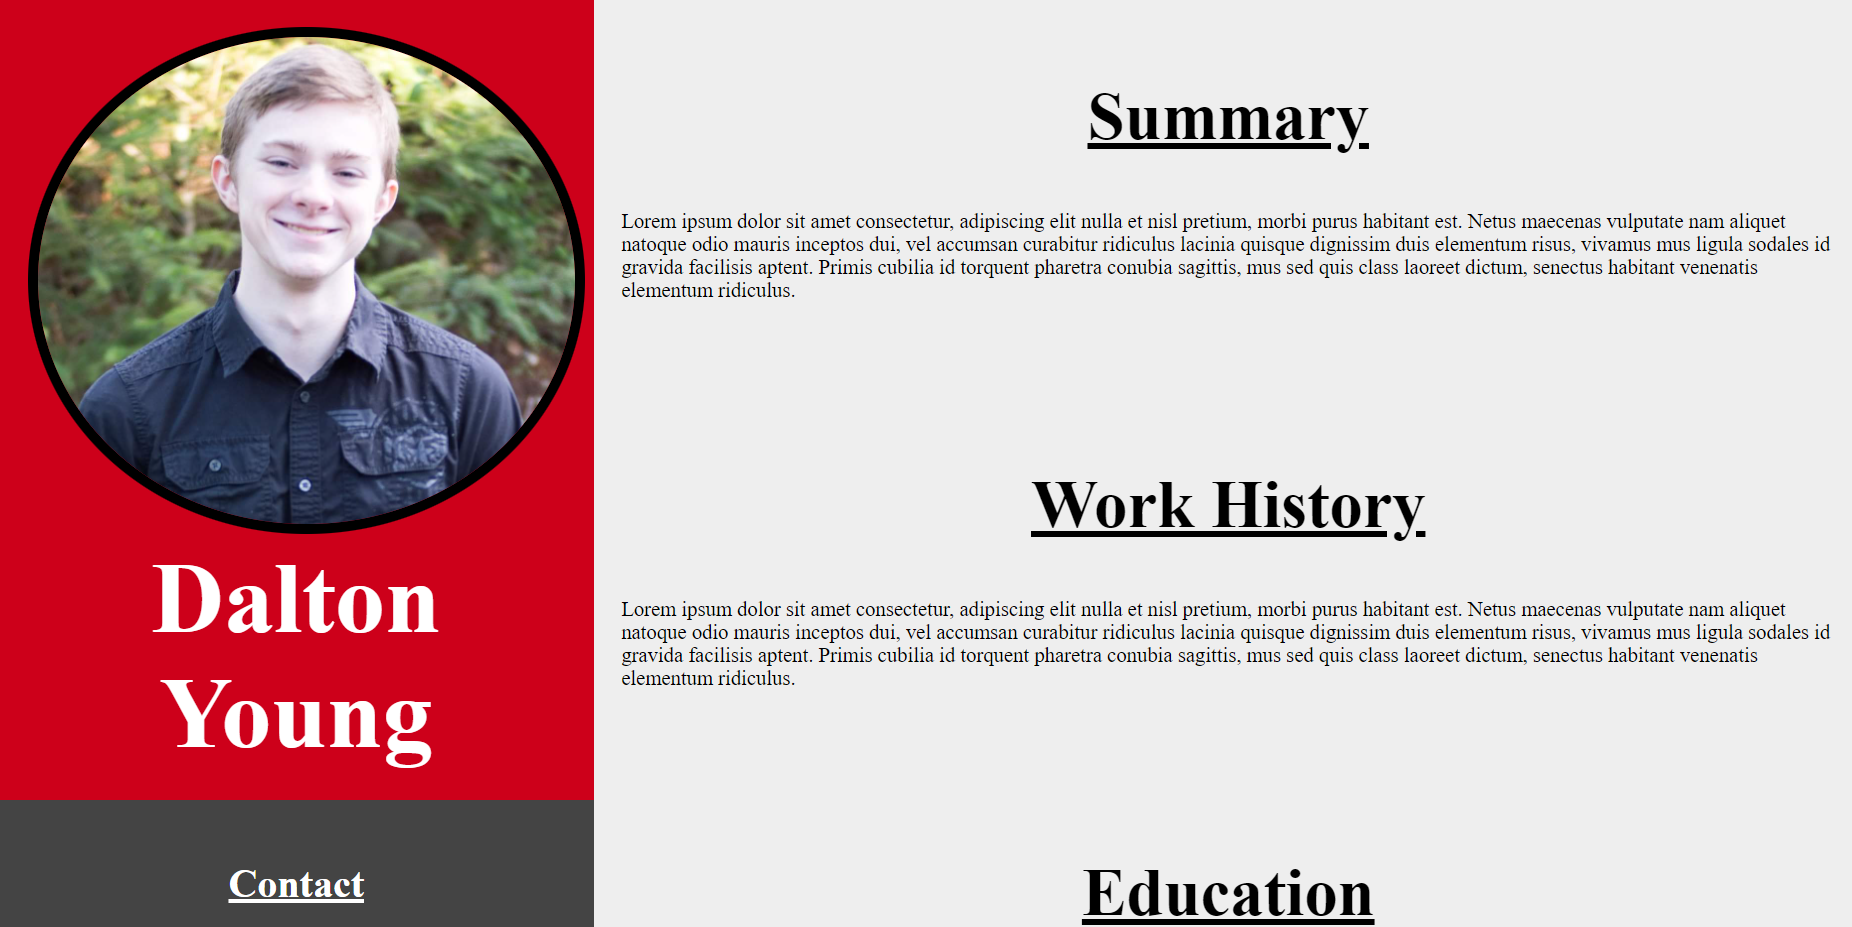 Dalton
Young
Contact
Summary
Lorem ipsum dolor sit amet consectetur, adipiscing elit nulla et nisl pretium, morbi purus habitant est. Netus maecenas vulputate nam aliquet
natoque odio mauris inceptos dui, vel accumsan curabitur ridiculus lacinia quisque dignissim duis elementum risus, vivamus mus ligula sodales id
gravida facilisis aptent. Primis cubilia id torquent pharetra conubia sagittis, mus sed quis class laoreet dictum, senectus habitant venenatis
elementum ridiculus.
Work History
Lorem ipsum dolor sit amet consectetur, adipiscing elit nulla et nisl pretium, morbi purus habitant est. Netus maecenas vulputate nam aliquet
natoque odio mauris inceptos dui, vel accumsan curabitur ridiculus lacinia quisque dignissim duis elementum risus, vivamus mus ligula sodales id
gravida facilisis aptent. Primis cubilia id torquent pharetra conubia sagittis, mus sed quis class laoreet dictum, senectus habitant venenatis
elementum ridiculus.
Education